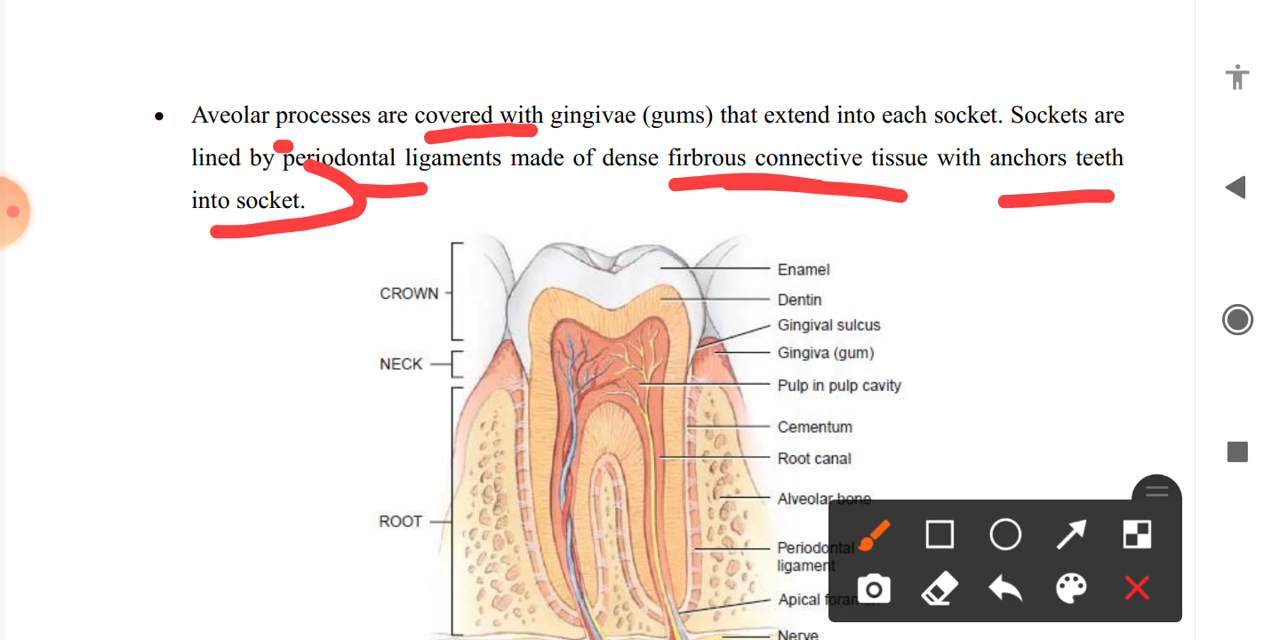 • Aveolar processes are covered with gingivae (gums) that extend into each socket. Sockets are
lined by periodontal ligaments made of dense firbrous connective tissue with anchors teeth
into socket.
CROWN
NECK
ROOT
Enamel
Dentin
Gingival sulcus
Gingiva (gum)
Pulp in pulp cavity
Cementum
Root canal
Alveolar bone
Periodontal
ligament
Apical foram
Nerve